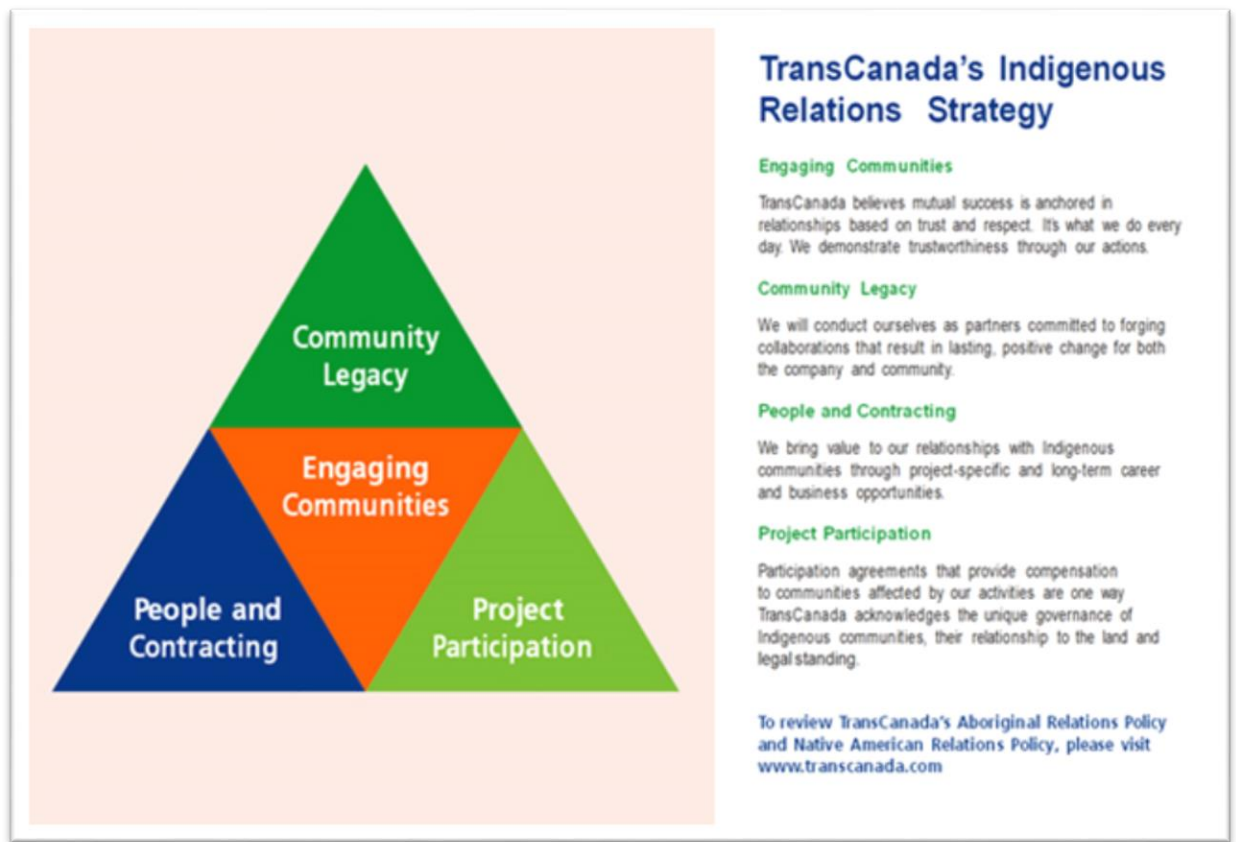 Community
Legacy
Engaging
Communities
People and
Contracting
Project
Participation
TransCanada's Indigenous
Relations Strategy
Engaging Communities
TransCanada believes mutual success is anchored in
relationships based on trust and respect. It's what we do every
day. We demonstrate trustworthiness through our actions.
Community Legacy
We will conduct ourselves as partners committed to forging
collaborations that result in lasting, positive change for both
the company and community.
People and Contracting
We bring value to our relationships with Indigenous
communities through project-specific and long-term career
and business opportunities.
Project Participation
Participation agreements that provide compensation
to communities affected by our activities are one way
TransCanada acknowledges the unique governance of
Indigenous communities, their relationship to the land and
legal standing.
To review TransCanada's Aboriginal Relations Policy
and Native American Relations Policy, please visit
www.transcanada.com